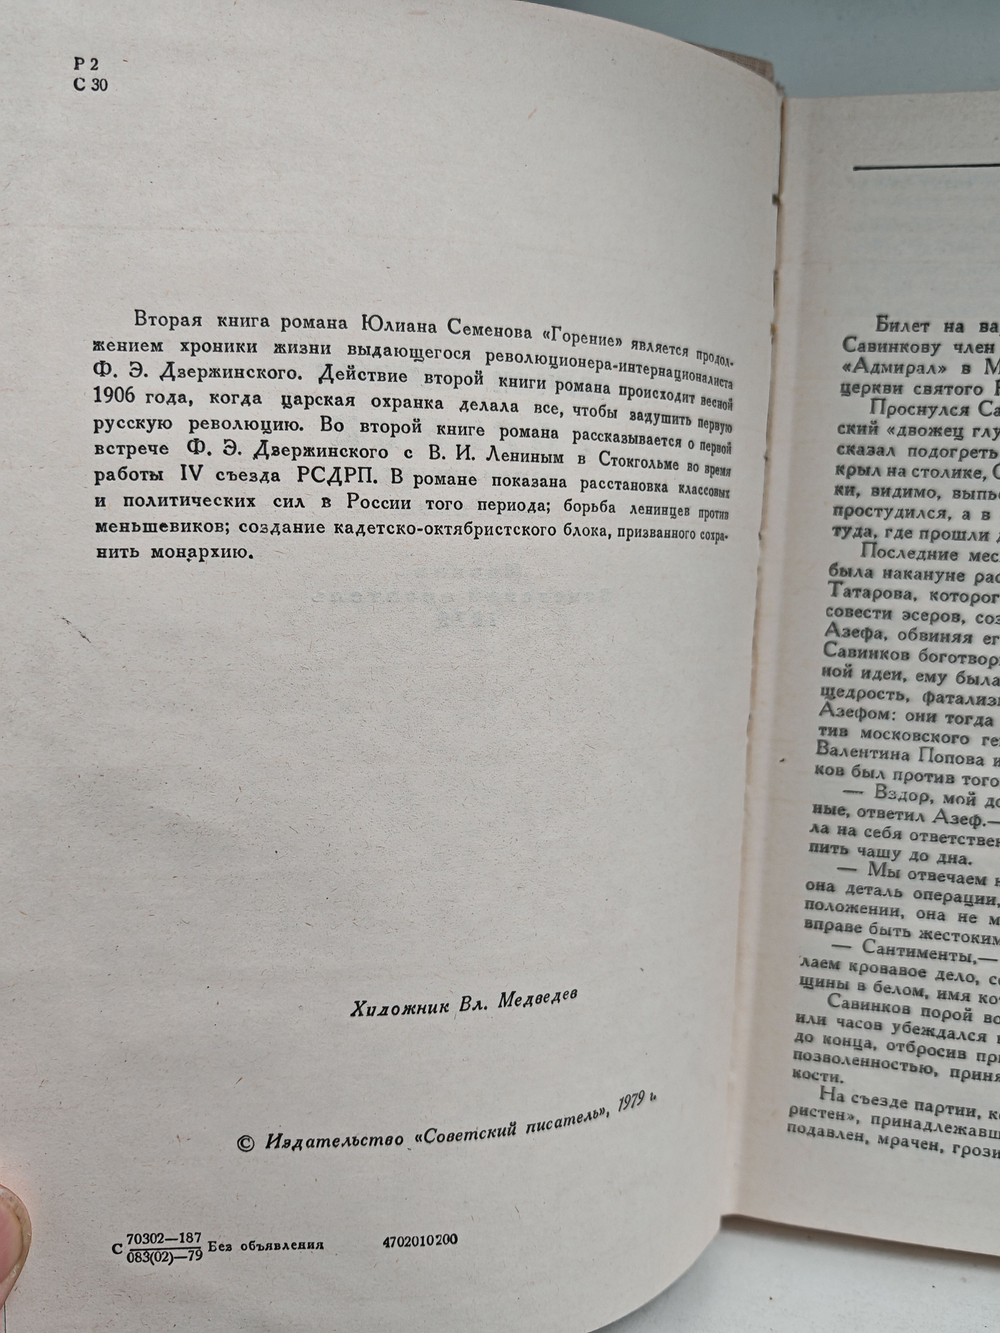 Р 2
С 30
Вторая книга романа Юлиана Семенова «Горение» является продол-
жением хроники жизни выдающегося революционера-интернационалиста
Ф. Э. Дзержинского. Действие второй книги романа происходит весной
1906 года, когда царская охранка делала все, чтобы задушить первую
русскую революцию. Во второй книге романа рассказывается о первой
встрече Ф. Э. Дзержинского с В. И. Лениным в Стокгольме во время
работы IV съезда РСДРП. В романе показана расстановка классовых
и политических сил в России того периода; борьба ленинцев против
меньшевиков; создание кадетско-октябристского блока, призванного сохра-
нить монархию.
Художник Вл. Медведев
© Издательство «Советский писатель», 1979 г.
С 70302—187
083(02)—79 Без объявления 4702010200
Билет на ва
Савинкову член
«Адмирал» в М
церкви святого
Проснулся Са
ский «двожец глу
сказал подогреть
крыл на столике, С
ки, видимо, выпь
простудился, а в
туда, где прошли
Последние мес
была накануне рас
Татарова, которог
совести эсеров, соз
Азефа, обвиняя ег
Савинков боготвор
ной идеи, ему была
щедрость, фатализм
Азефом: они тогда
тив московского ге
Валентина Попова и
ков был против того
— Вздор, мой до
ные, ответил Азеф.—
ла на себя ответствен
пить чашу до дна.
— Мы отвечаем н
она деталь операции,
положении, она не м
вправе быть жестоким
— Сантименты,—
лаем кровавое дело, со
щины в белом, имя кот
Савинков порой во
или часов убеждался
до конца, отбросив пр
позволенностью, приня
кости.
На съезде партии, ко
ристен», принадлежавш
подавлен, мрачен, грози